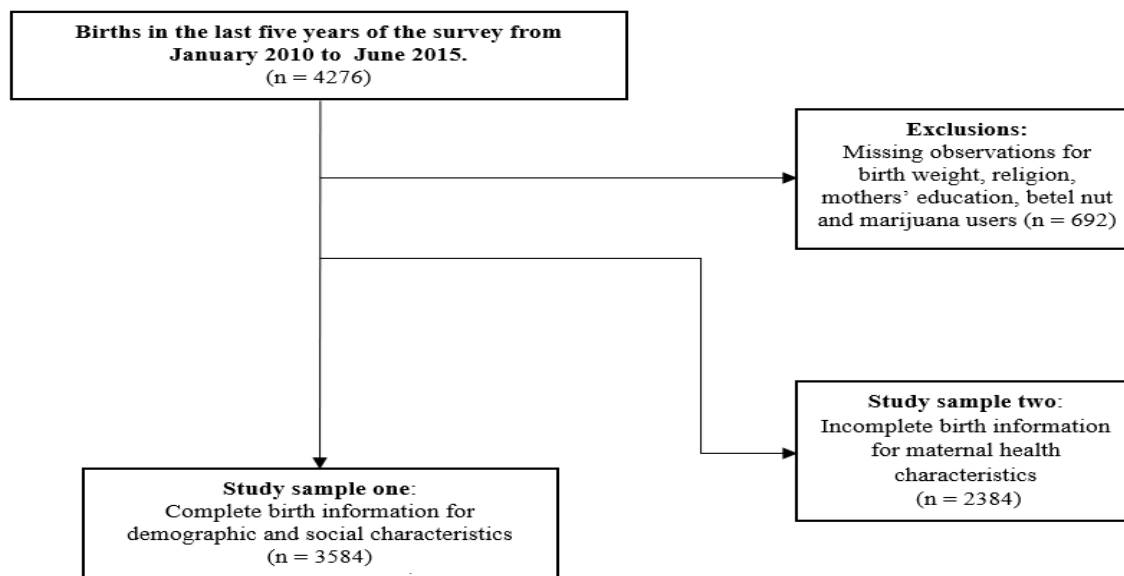 Births in the last five years of the survey from
January 2010 to June 2015.
(n = 4276)
Exclusions:
Missing observations for
birth weight, religion,
mothers’ education, betel nut
and marijuana users (n = 692)
Study sample two:
Incomplete birth information
for maternal health
characteristics
(n = 2384)
Study sample one:
Complete birth information for
demographic and social characteristics
(n = 3584)